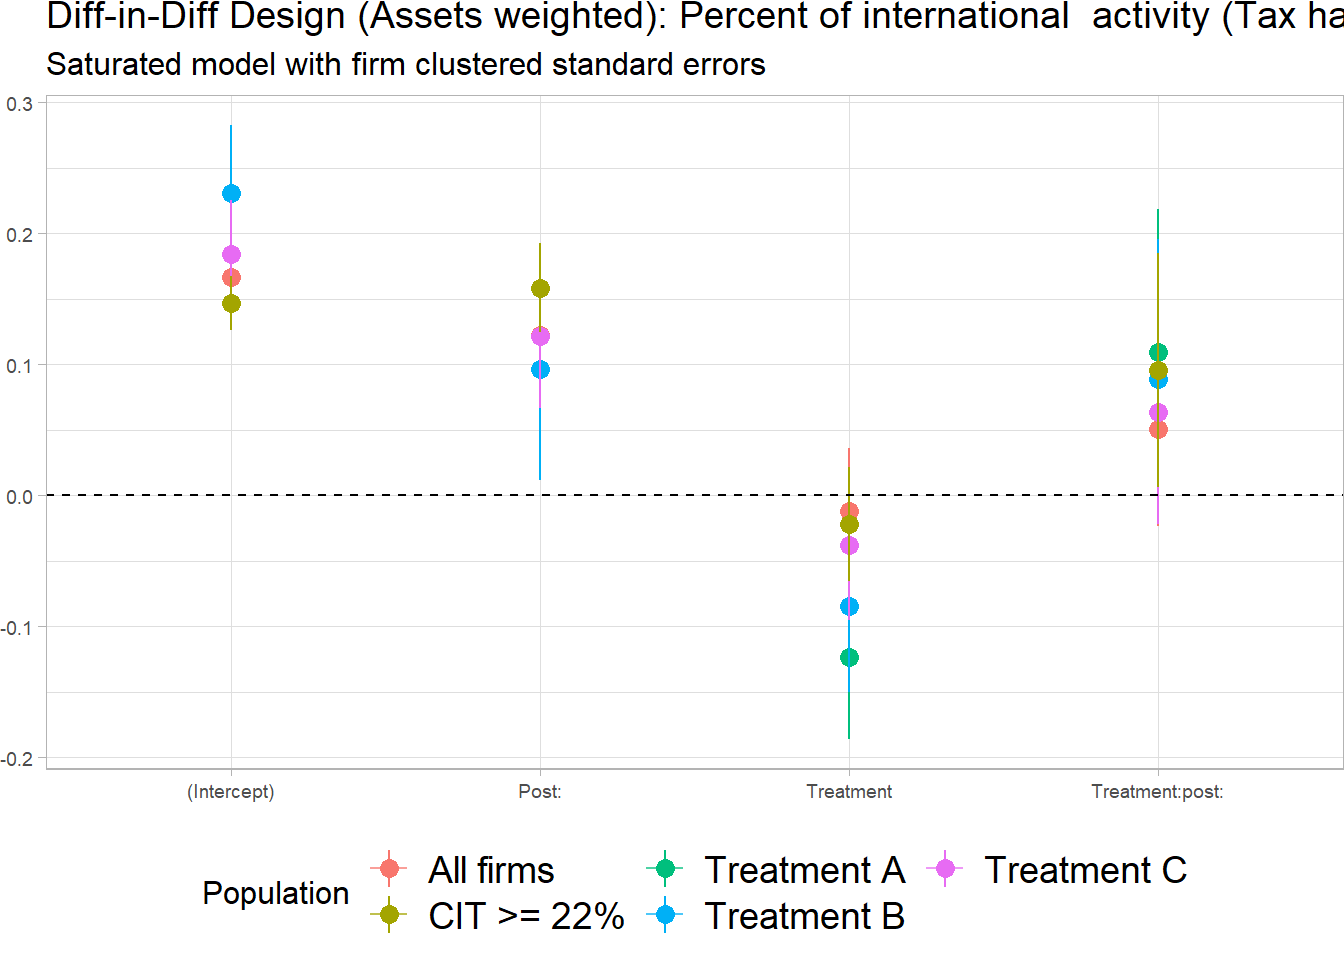 Diff-in-Diff Design (Assets weighted): Percent of international  activity (Tax ha
Saturated model with firm clustered standard errors
0.3
0.2
0.1
0.0
-0.1
-0.2
(Intercept) Post: Treatment Treatment:post:
Population
All firms Treatment A Treatment C
CIT >= 22% Treatment B